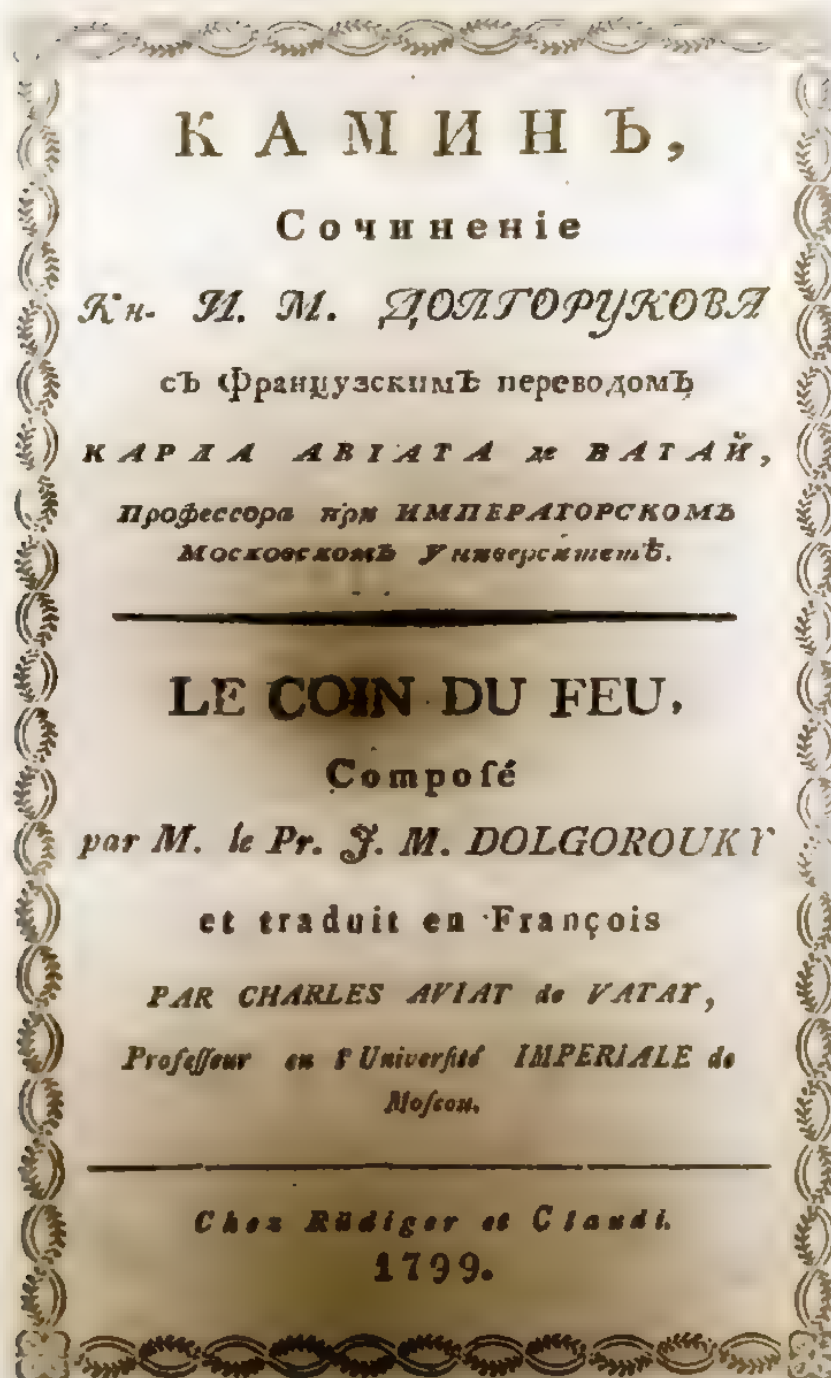 КАМИНЪ,
Сочиненіе
Кн. И. М. ДОЛГОРУКОВА
съ Французскимъ переводомъ
КАРЛА АВІАТА де ВАТАЙ,
Профессора при ИМПЕРАТОРСКОМЪ
Московскомъ Университетѣ.
LE COIN DU FEU,
Compoſé
par M. le Pr. J. M. DOLGOROUKY
et traduit en François
PAR CHARLES AVIAT de VATAY,
Profeſſeur en l'Univerſité IMPERIALE de
Moſcou.
Chez Rüdiger et Claudi.
1799.